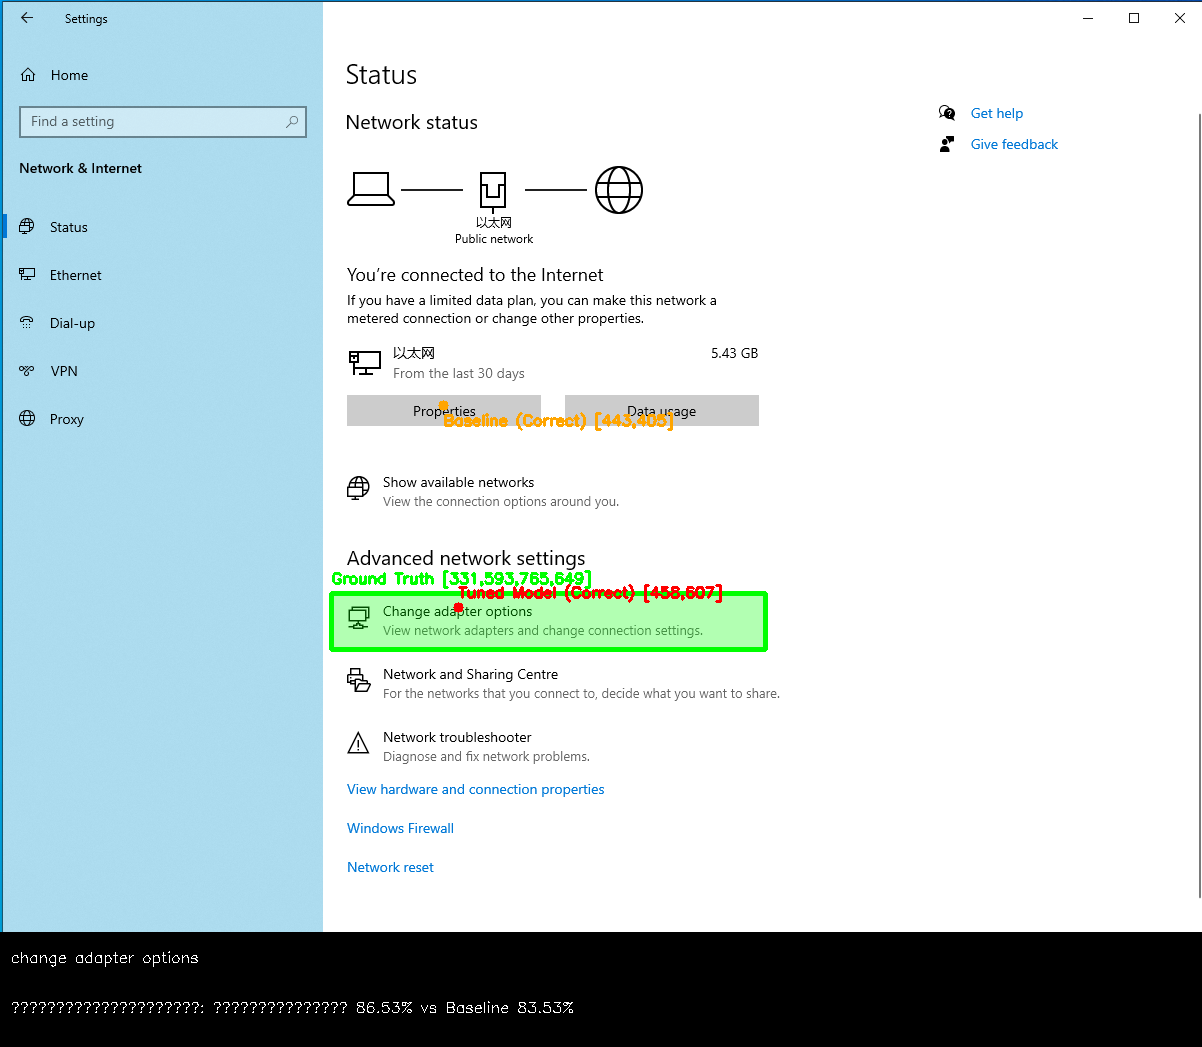 Settings
Home
Find a setting
Network & Internet
Status
Ethernet
Dial-up
VPN
Proxy
Status
Network status
以太网
Public network
You're connected to the Internet
If you have a limited data plan, you can make this network a
metered connection or change other properties.
以太网 5.43 GB
From the last 30 days
Properties Data usage
Baseline (Correct) [443,405]
Show available networks
View the connection options around you.
Advanced network settings
Ground Truth [331,593,765,649]
Tuned Model (Correct) [458,607]
Change adapter options
View network adapters and change connection settings.
Network and Sharing Centre
For the networks that you connect to, decide what you want to share.
Network troubleshooter
Diagnose and fix network problems.
View hardware and connection properties
Windows Firewall
Network reset
Get help
Give feedback
change adapter options
?????????????????????: ??????????????? 86.53% vs Baseline 83.53%